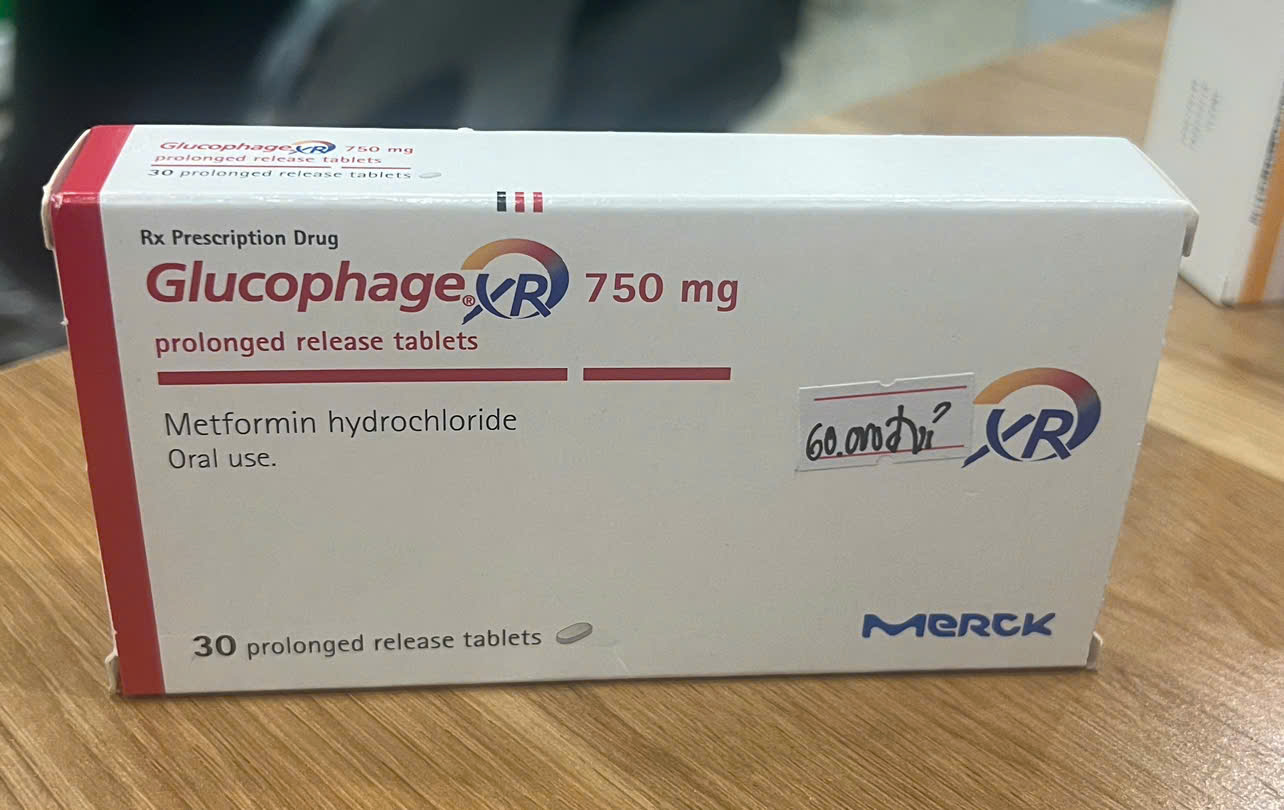 Glucophage XR 750 mg
prolonged release tablets
30 prolonged release tablets
Rx Prescription Drug
Glucophage® XR 750 mg
prolonged release tablets
Metformin hydrochloride
Oral use.
60.000đ/vỉ
XR
30 prolonged release tablets
MERCK